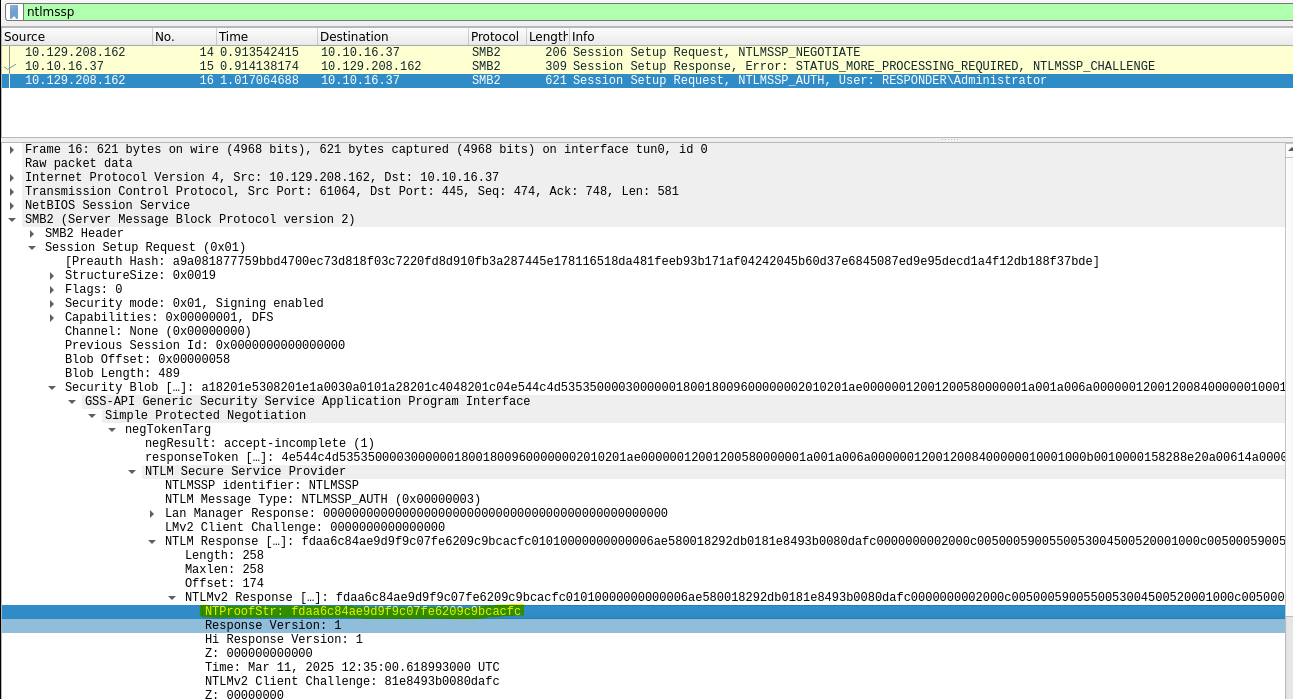 ntlmssp
Source No. Time Destination Protocol Length Info
10.129.208.162 14 0.913542415 10.10.16.37 SMB2 206 Session Setup Request, NTLMSSP_NEGOTIATE
10.10.16.37 15 0.914138174 10.129.208.162 SMB2 309 Session Setup Response, Error: STATUS_MORE_PROCESSING_REQUIRED, NTLMSSP_CHALLENGE
10.129.208.162 16 1.017064688 10.10.16.37 SMB2 621 Session Setup Request, NTLMSSP_AUTH, User: RESPONDER\Administrator
Frame 16: 621 bytes on wire (4968 bits), 621 bytes captured (4968 bits) on interface tun0, id 0
Raw packet data
Internet Protocol Version 4, Src: 10.129.208.162, Dst: 10.10.16.37
Transmission Control Protocol, Src Port: 61064, Dst Port: 445, Seq: 474, Ack: 748, Len: 581
NetBIOS Session Service
SMB2 (Server Message Block Protocol version 2)
SMB2 Header
Session Setup Request (0x01)
[Preauth Hash: a9a081877759bbd4700ec73d818f03c7220fd8d910fb3a287445e178116518da481feeb93b171af04242045b60d37e6845087ed9e95decd1a4f12db188f37bde]
StructureSize: 0x0019
Flags: 0
Security mode: 0x01, Signing enabled
Capabilities: 0x00000001, DFS
Channel: None (0x00000000)
Previous Session Id: 0x0000000000000000
Blob Offset: 0x00000058
Blob Length: 489
Security Blob […]: a18201e5308201e1a0030a0101a28201c4048201c04e544c4d5353500003000000180018009600000002010201ae00000012001200580000001a001a006a000000120012008400000010001
GSS-API Generic Security Service Application Program Interface
Simple Protected Negotiation
negTokenTarg
negResult: accept-incomplete (1)
responseToken […]: 4e544c4d5353500003000000180018009600000002010201ae00000012001200580000001a001a006a000000120012008400000010001000b0010000158288e20a00614a0000
NTLM Secure Service Provider
NTLMSSP identifier: NTLMSSP
NTLM Message Type: NTLMSSP_AUTH (0x00000003)
Lan Manager Response: 000000000000000000000000000000000000000000000000
LMv2 Client Challenge: 0000000000000000
NTLM Response […]: fdaa6c84ae9d9f9c07fe6209c9bcacfc01010000000000006ae580018292db0181e8493b0080dafc0000000002000c005000590055005300450052000​1000c00500059005
Length: 258
Maxlen: 258
Offset: 174
NTLMv2 Response […]: fdaa6c84ae9d9f9c07fe6209c9bcacfc01010000000000006ae580018292db0181e8493b0080dafc0000000002000c0050005900550053004500520001000c005000
NTProofStr: fdaa6c84ae9d9f9c07fe6209c9bcacfc
Response Version: 1
Hi Response Version: 1
Z: 000000000000
Time: Mar 11, 2025 12:35:00.618993000 UTC
NTLMv2 Client Challenge: 81e8493b0080dafc
Z: 00000000